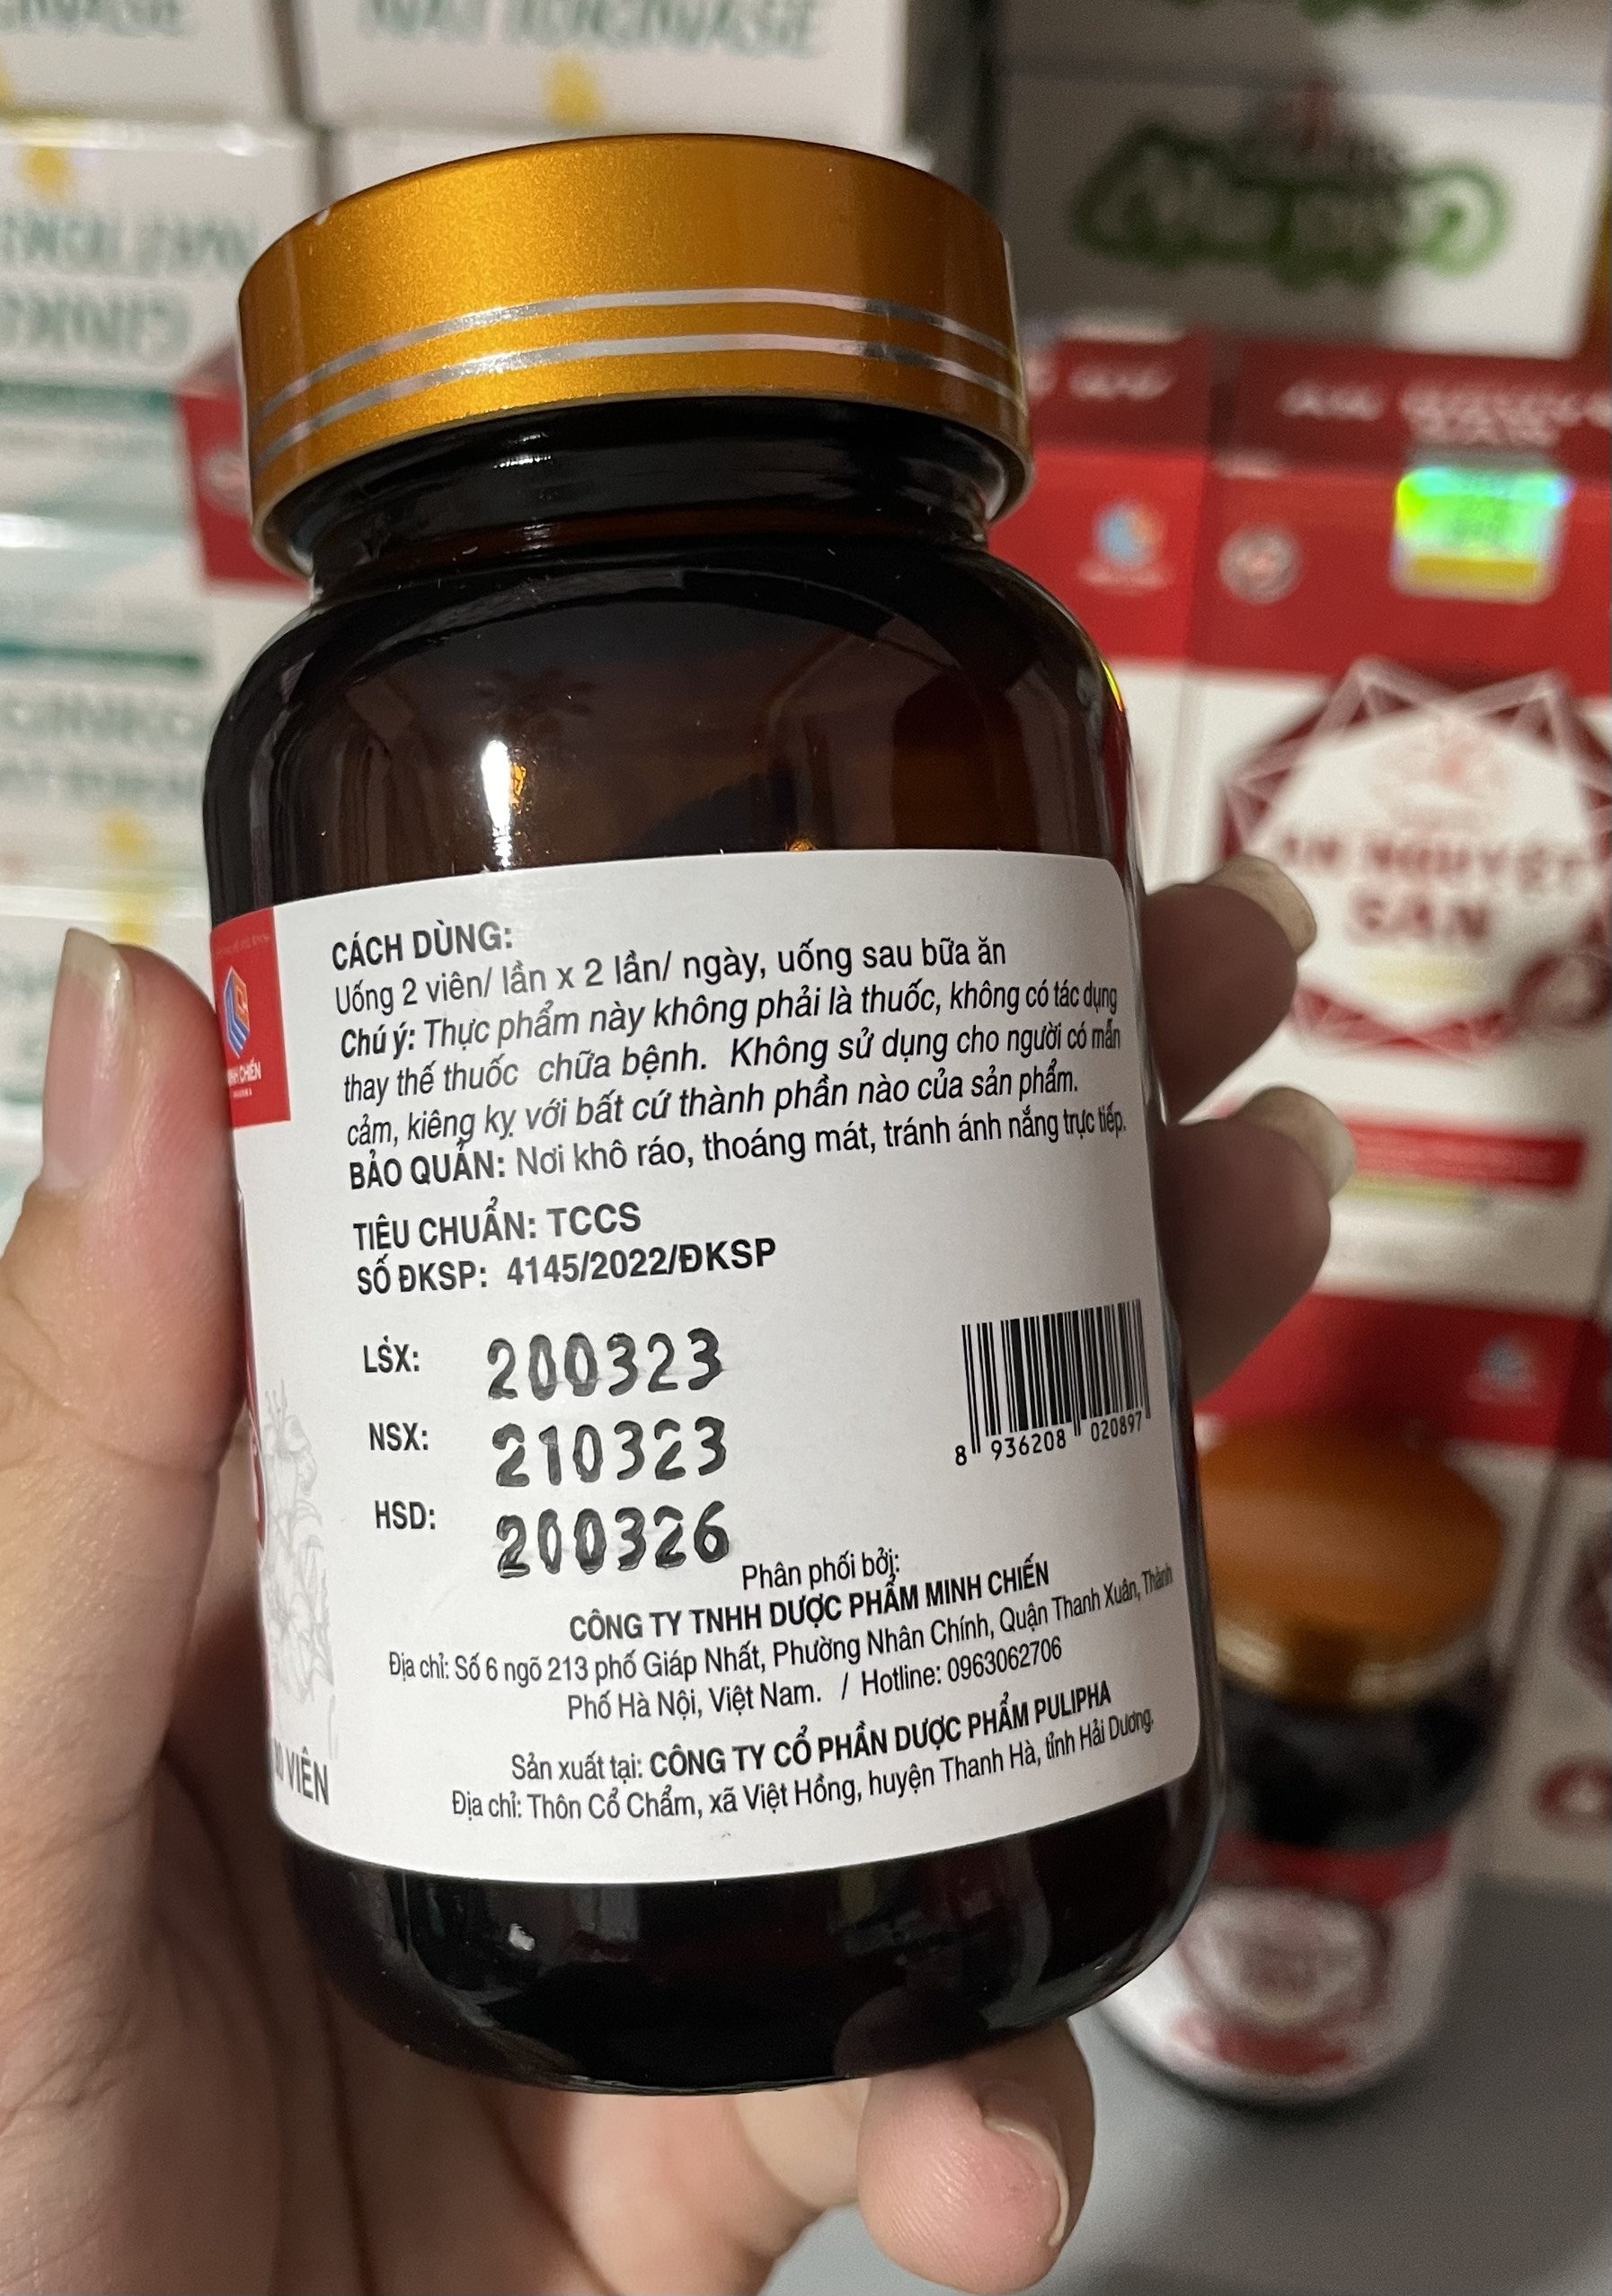 CÁCH DÙNG:
Uống 2 viên/ lần x 2 lần/ ngày, uống sau bữa ăn
Chú ý: Thực phẩm này không phải là thuốc, không có tác dụng
thay thế thuốc chữa bệnh. Không sử dụng cho người có mẫn
cảm, kiêng kỵ với bất cứ thành phần nào của sản phẩm.
BẢO QUẢN: Nơi khô ráo, thoáng mát, tránh ánh nắng trực tiếp.
TIÊU CHUẨN: TCCS
SỐ ĐKSP: 4145/2022/ĐKSP
LSX: 200323
NSX: 210323
HSD: 200326
8 936208 020897
Phân phối bởi:
CÔNG TY TNHH DƯỢC PHẨM MINH CHIẾN
Địa chỉ: Số 6 ngõ 213 phố Giáp Nhất, Phường Nhân Chính, Quận Thanh Xuân, Thành
Phố Hà Nội, Việt Nam. / Hotline: 0963062706
Sản xuất tại: CÔNG TY CỔ PHẦN DƯỢC PHẨM PULIPHA
Địa chỉ: Thôn Cổ Chẩm, xã Việt Hồng, huyện Thanh Hà, tỉnh Hải Dương.
CHIẾN
VIÊN
AN NGUYỆT
SAN